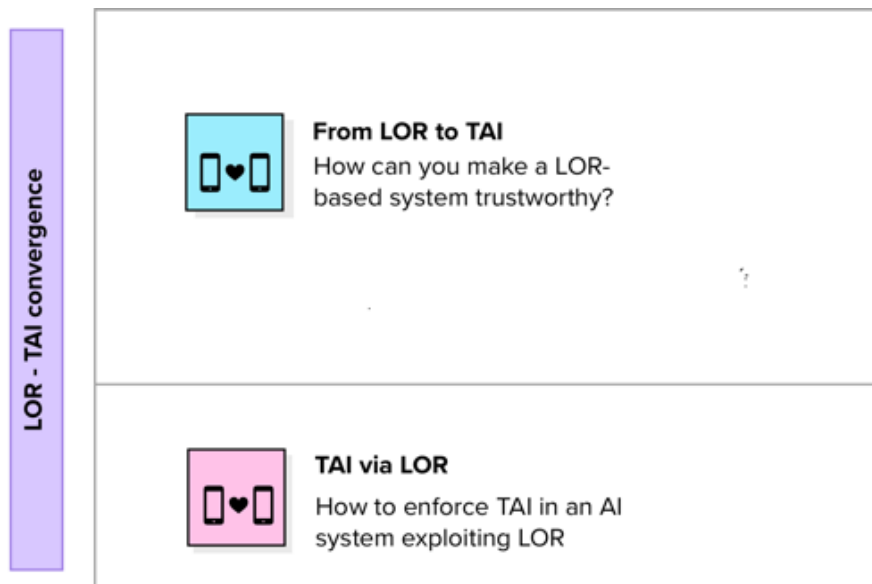 LOR - TAI convergence
From LOR to TAI
How can you make a LOR-
based system trustworthy?
TAI via LOR
How to enforce TAI in an AI
system exploiting LOR